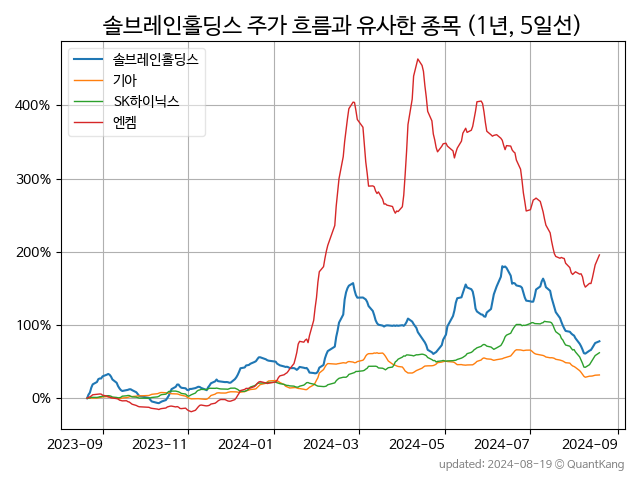 솔브레인홀딩스 주가 흐름과 유사한 종목 (1년, 5일선)
솔브레인홀딩스
기아
SK하이닉스
엔켐
400%
300%
200%
100%
0%
2023-09 2023-11 2024-01 2024-03 2024-05 2024-07 2024-09
updated: 2024-08-19 © QuantKang